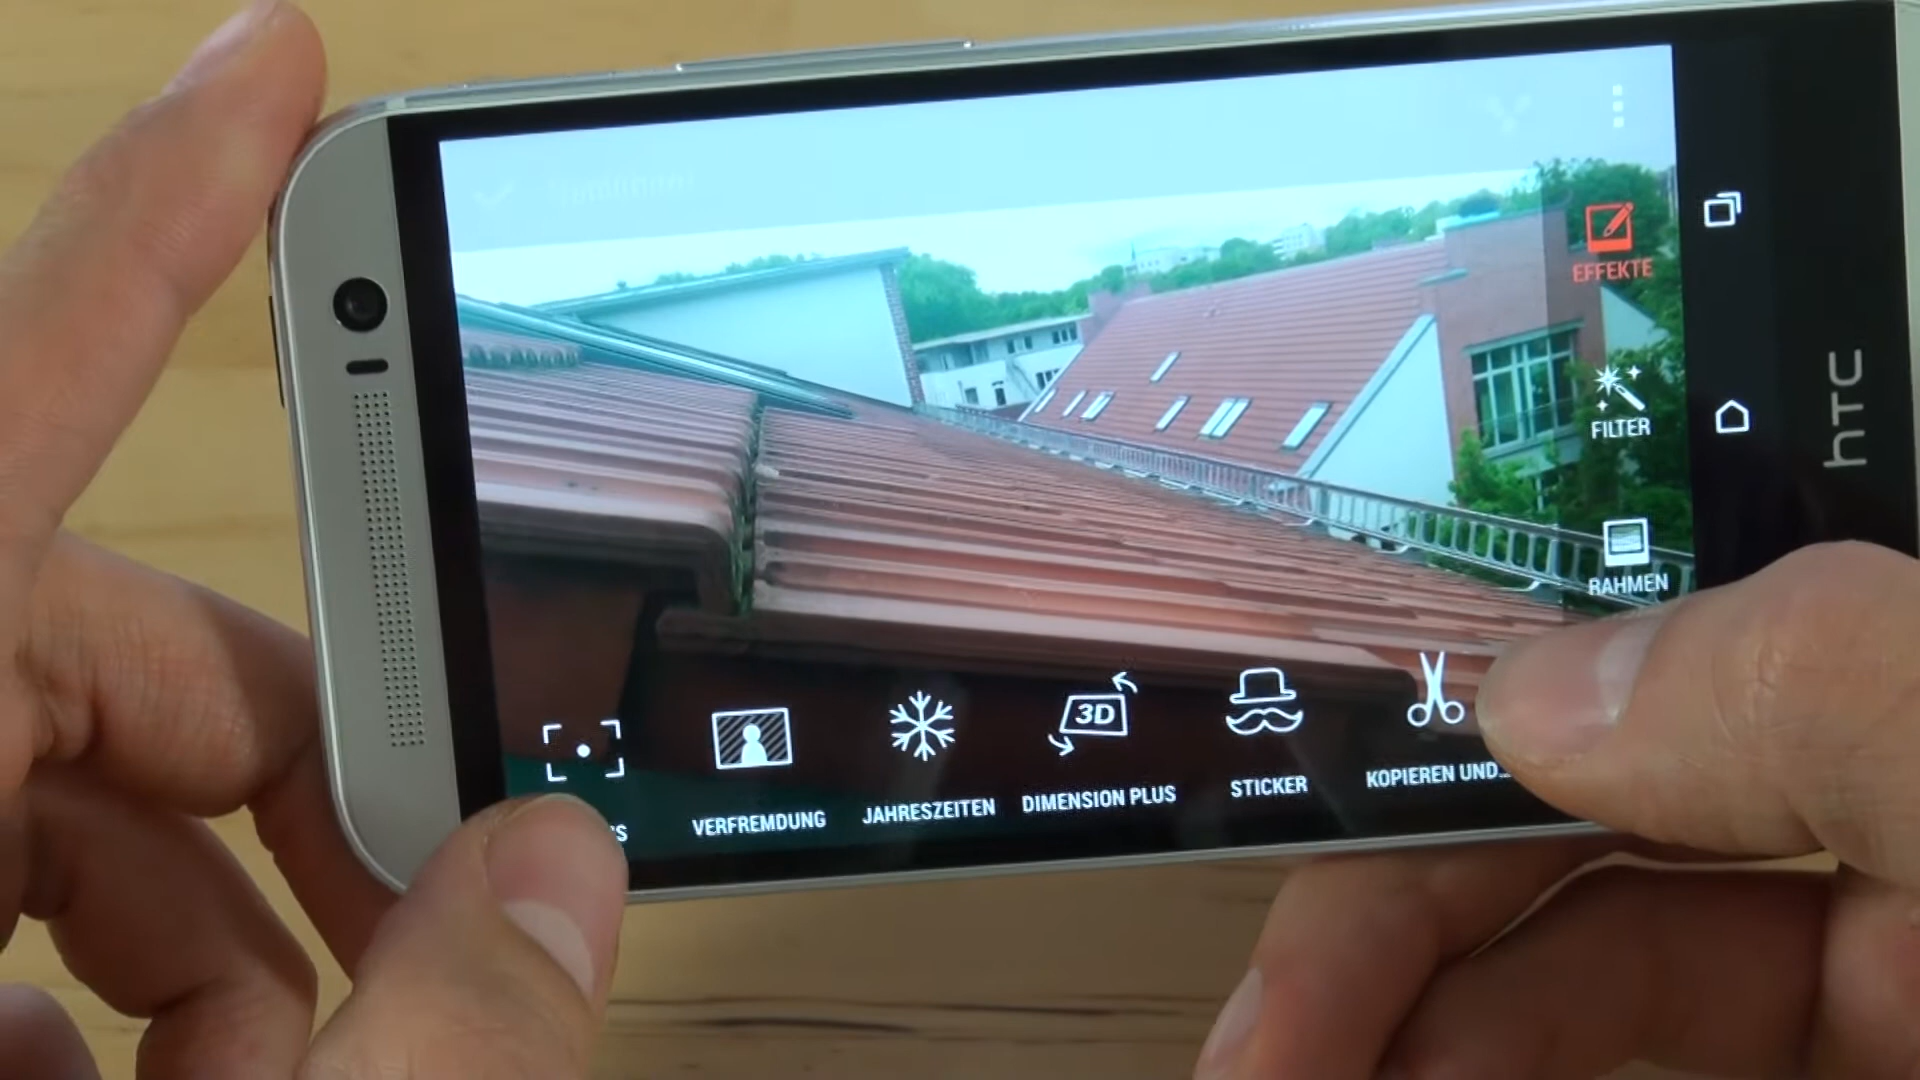 EFFEKTE
FILTER
RAHMEN
VERFREMDUNG
JAHRESZEITEN
3D
DIMENSION PLUS
STICKER
KOPIEREN UND...
hTC